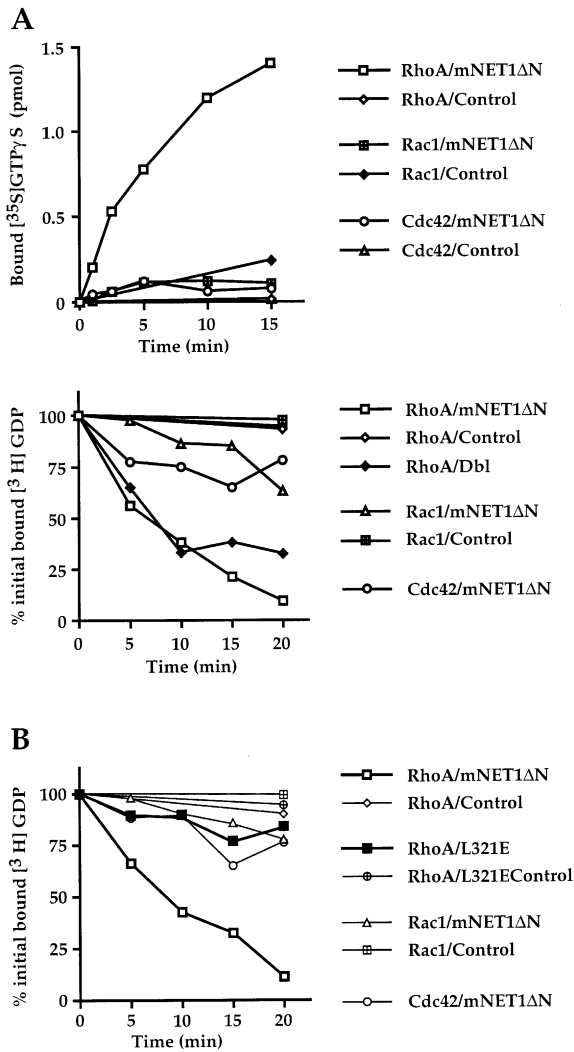 A
Bound [35S]GTPγ S (pmol)
1.5
1.0
0.5
0
0 5 10 15
Time (min)
RhoA/mNET1ΔN
RhoA/Control
Rac1/mNET1ΔN
Rac1/Control
Cdc42/mNET1ΔN
Cdc42/Control
% initial bound [3 H] GDP
100
75
50
25
0
0 5 10 15 20
Time (min)
RhoA/mNET1ΔN
RhoA/Control
RhoA/Dbl
Rac1/mNET1ΔN
Rac1/Control
Cdc42/mNET1ΔN
B
% initial bound [3 H] GDP
100
75
50
25
0
0 5 10 15 20
Time (min)
RhoA/mNET1ΔN
RhoA/Control
RhoA/L321E
RhoA/L321EControl
Rac1/mNET1ΔN
Rac1/Control
Cdc42/mNET1ΔN